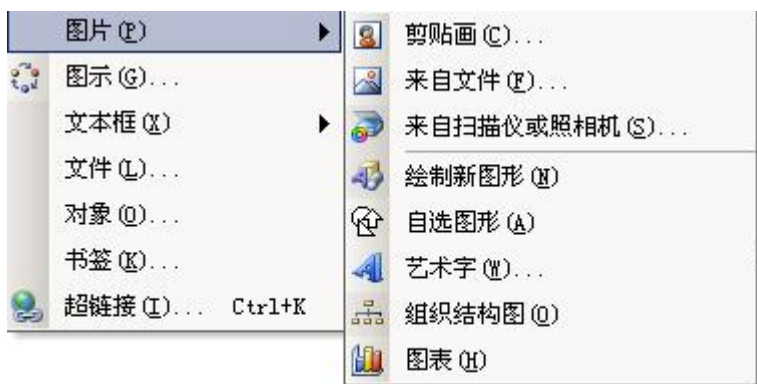 图片(P)
图示(G)...
文本框(X)
文件(L)...
对象(O)...
书签(K)...
超链接(I)... Ctrl+K
剪贴画(C)...
来自文件(F)...
来自扫描仪或照相机(S)...
绘制新图形(N)
自选图形(A)
艺术字(W)...
组织结构图(O)
图表(H)